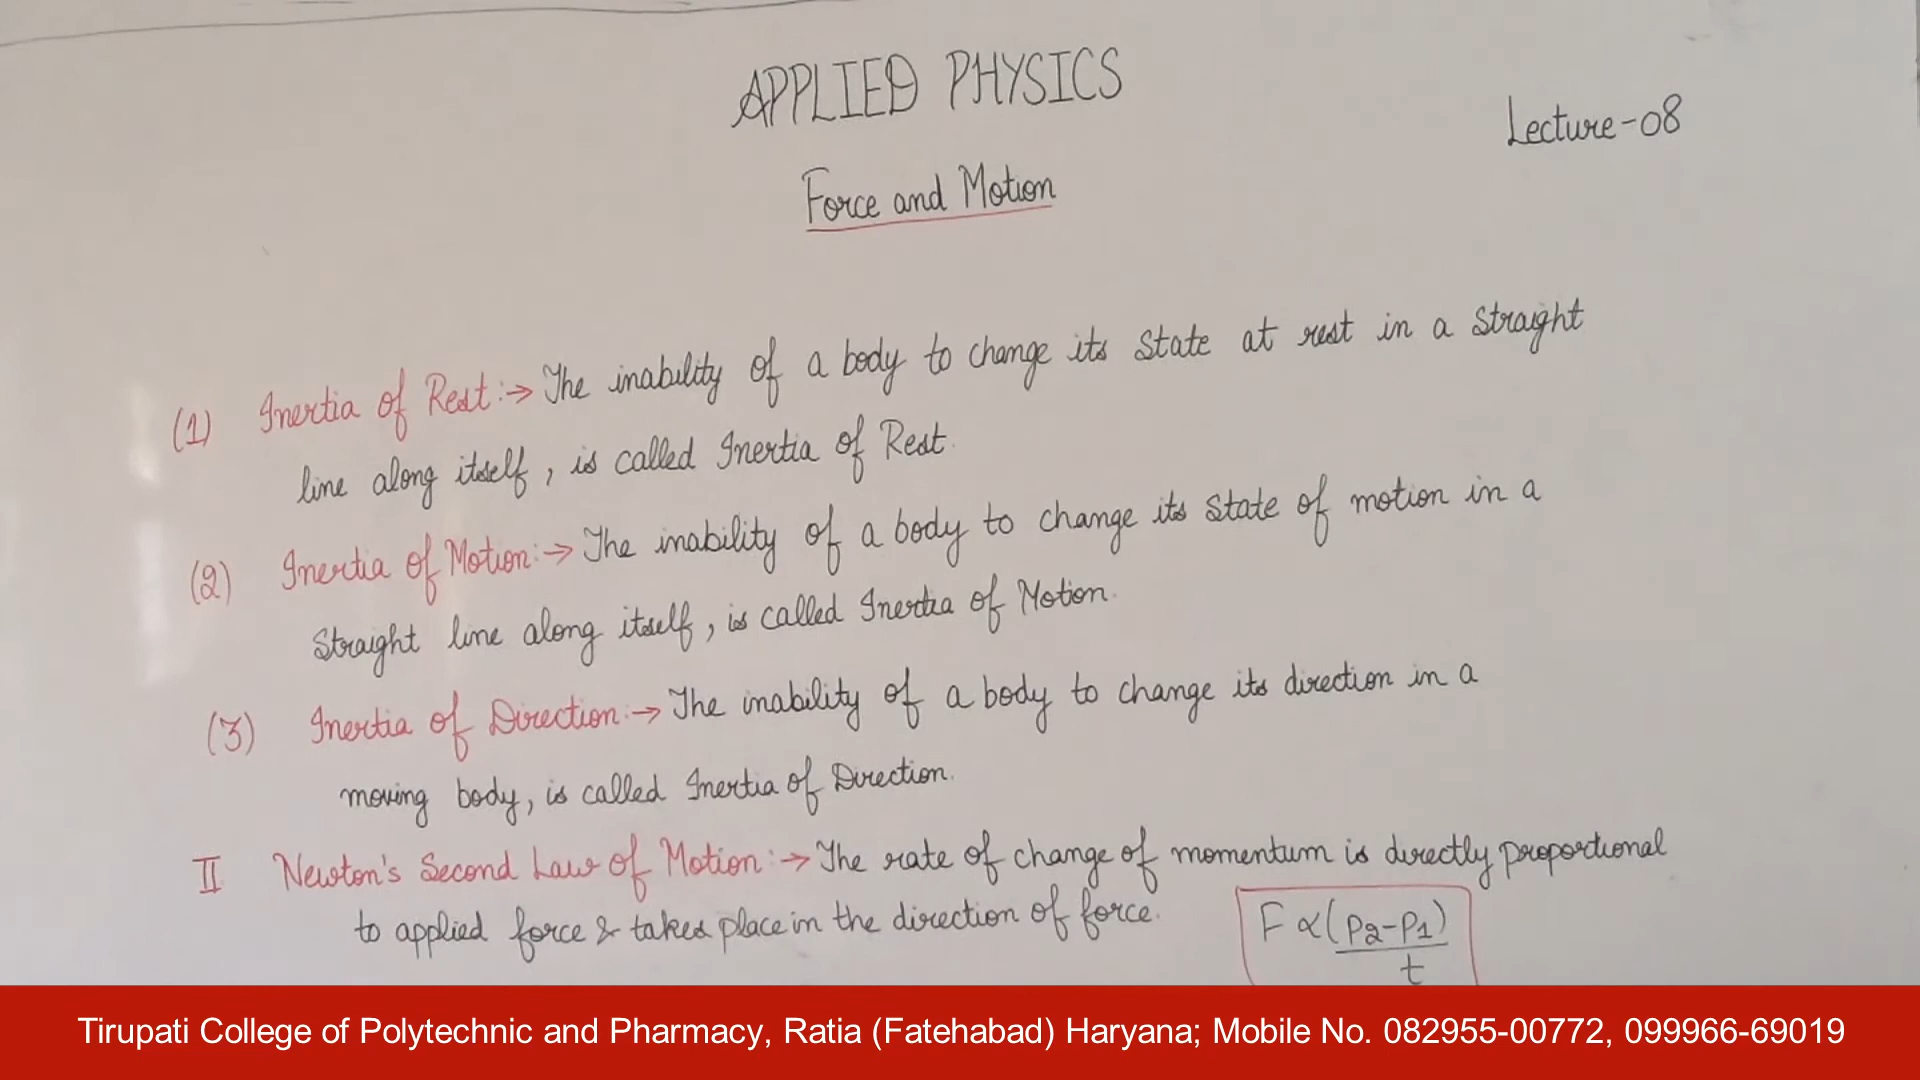 APPLIED PHYSICS
Lecture-08
Force and Motion
(1) Inertia of Rest:→ The inability of a body to change its state at rest in a straight
line along itself, is called Inertia of Rest.
(2) Inertia of Motion:→ The inability of a body to change its state of motion in a
straight line along itself, is called Inertia of Motion.
(3) Inertia of Direction:→ The inability of a body to change its direction in a
moving body, is called Inertia of Direction.
II Newton's Second Law of Motion:→ The rate of change of momentum is directly proportional
to applied force & takes place in the direction of force.
F ∝ (p2-p1)
t
Tirupati College of Polytechnic and Pharmacy, Ratia (Fatehabad) Haryana; Mobile No. 082955-00772, 099966-69019